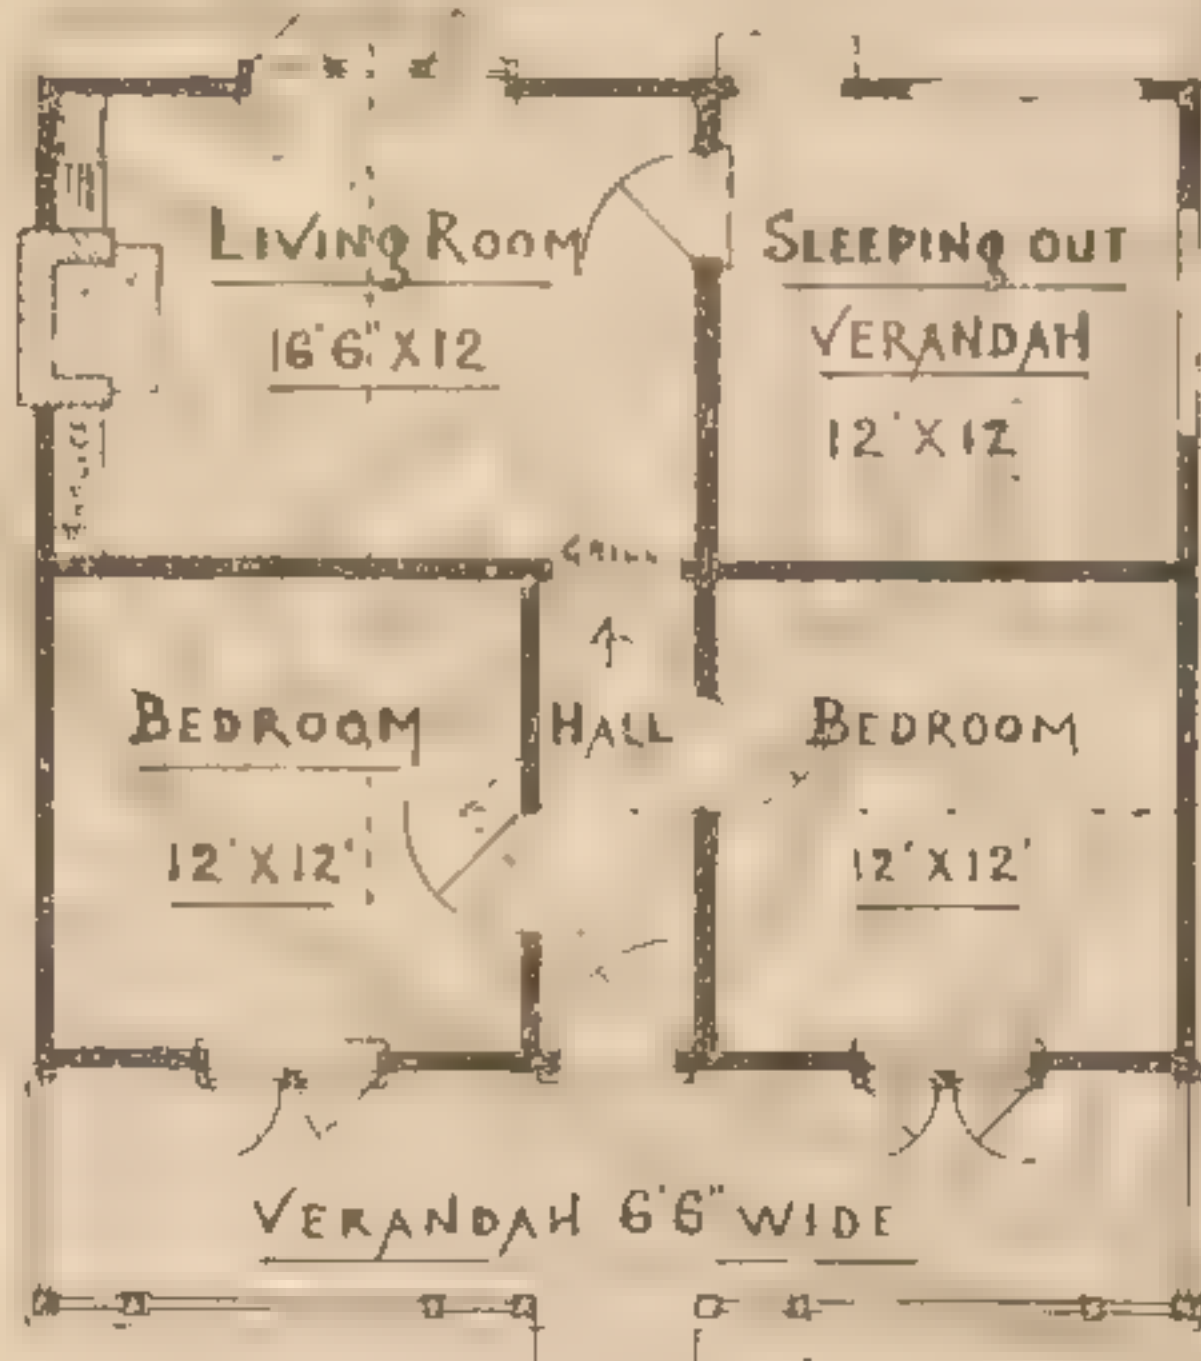 LIVING ROOM
16'6" X 12
SLEEPING OUT
VERANDAH
12' X 12
GRILL
BEDROOM
12' X 12'
HALL
BEDROOM
12' X 12'
VERANDAH 6'6" WIDE